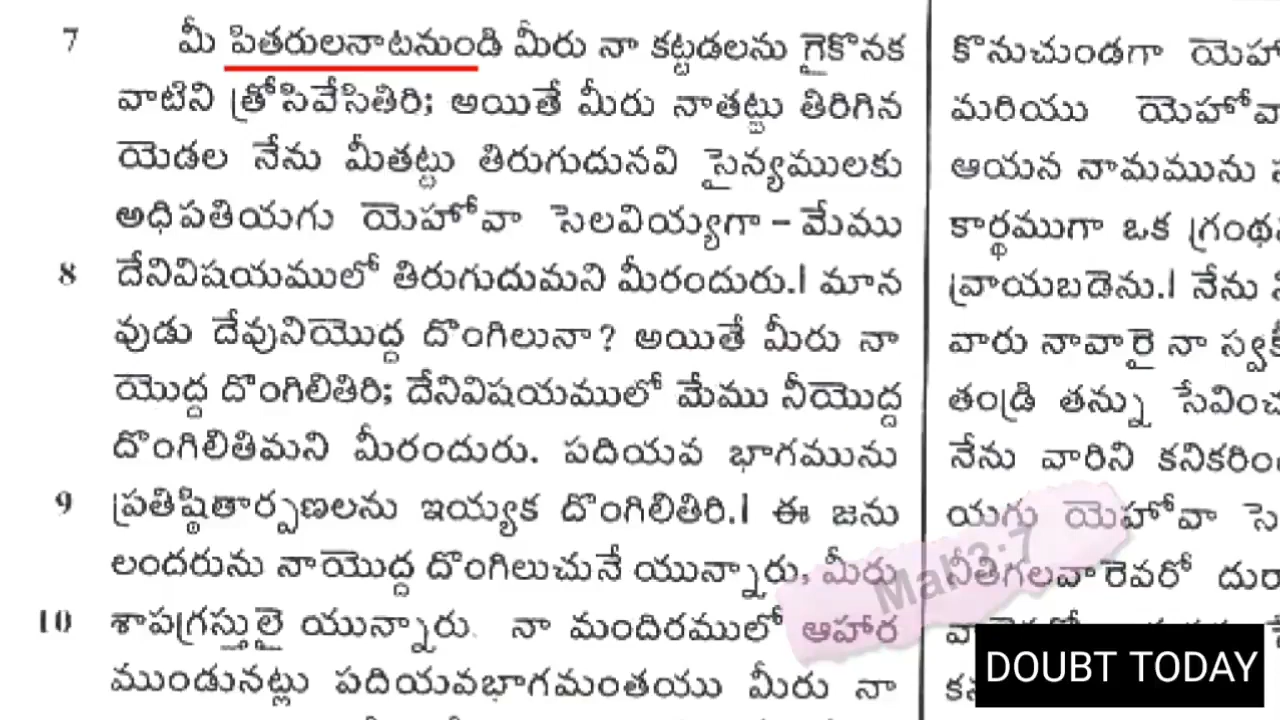 7 మీ పితరులనాటనుండి మీరు నా కట్టడలను గైకొనక
వాటిని త్రోసివేసితిరి; అయితే మీరు నాతట్టు తిరిగిన
యెడల నేను మీతట్టు తిరుగుదునవి సైన్యములకు
అధిపతియగు యెహోవా సెలవియ్యగా – మేము
8 దేనివిషయములో తిరుగుదుమని మీరందురు.| మాన
వుడు దేవునియొద్ద దొంగిలునా? అయితే మీరు నా
యొద్ద దొంగిలితిరి; దేనివిషయములో మేము నీయొద్ద
దొంగిలితిమని మీరందురు. పదియవ భాగమును
9 ప్రతిష్ఠితార్పణలను ఇయ్యక దొంగిలితిరి.| ఈ జను
లందరును నాయొద్ద దొంగిలుచునే యున్నారు, మీరు
10 శాపగ్రస్తులై యున్నారు. నా మందిరములో ఆహార
ముండునట్లు పదియవభాగమంతయు మీరు నా
కొనుచుండగా యెహో
మరియు యెహోవా
ఆయన నామమును
కార్థముగా ఒక గ్రంథ
వ్రాయబడెను.| నేను
వారు నావారై నా స్వకీ
తండ్రి తన్ను సేవించు
నేను వారిని కనికరిం
యగు యెహోవా సె
నీతిగలవారెవరో దురా
Mal3:7
DOUBT TODAY